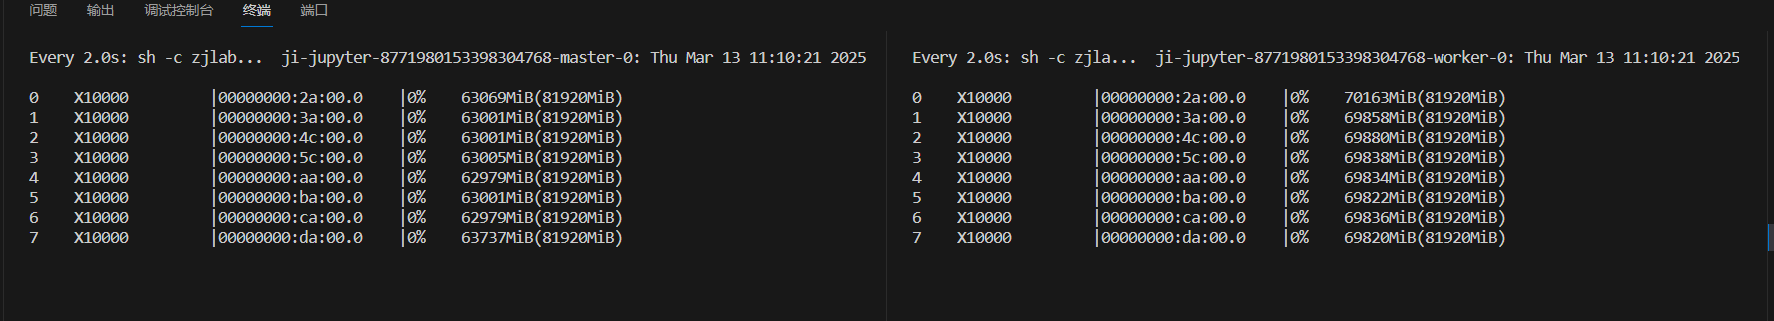 问题 输出 调试控制台 终端 端口
Every 2.0s: sh -c zjlab... ji-jupyter-8771980153398304768-master-0: Thu Mar 13 11:10:21 2025
0 X10000 |00000000:2a:00.0 |0% 63069MiB(81920MiB)
1 X10000 |00000000:3a:00.0 |0% 63001MiB(81920MiB)
2 X10000 |00000000:4c:00.0 |0% 63001MiB(81920MiB)
3 X10000 |00000000:5c:00.0 |0% 63005MiB(81920MiB)
4 X10000 |00000000:aa:00.0 |0% 62979MiB(81920MiB)
5 X10000 |00000000:ba:00.0 |0% 63001MiB(81920MiB)
6 X10000 |00000000:ca:00.0 |0% 62979MiB(81920MiB)
7 X10000 |00000000:da:00.0 |0% 63737MiB(81920MiB)
Every 2.0s: sh -c zjla... ji-jupyter-8771980153398304768-worker-0: Thu Mar 13 11:10:21 2025
0 X10000 |00000000:2a:00.0 |0% 70163MiB(81920MiB)
1 X10000 |00000000:3a:00.0 |0% 69858MiB(81920MiB)
2 X10000 |00000000:4c:00.0 |0% 69880MiB(81920MiB)
3 X10000 |00000000:5c:00.0 |0% 69838MiB(81920MiB)
4 X10000 |00000000:aa:00.0 |0% 69834MiB(81920MiB)
5 X10000 |00000000:ba:00.0 |0% 69822MiB(81920MiB)
6 X10000 |00000000:ca:00.0 |0% 69836MiB(81920MiB)
7 X10000 |00000000:da:00.0 |0% 69820MiB(81920MiB)